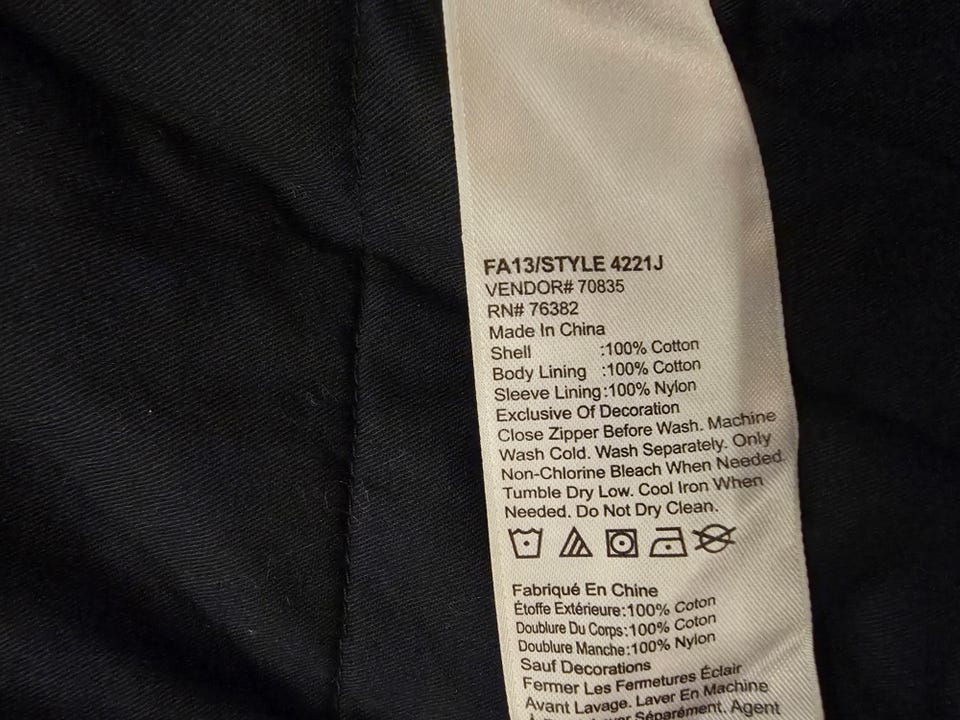 FA13/STYLE 4221J
VENDOR# 70835
RN# 76382
Made In China
Shell :100% Cotton
Body Lining :100% Cotton
Sleeve Lining:100% Nylon
Exclusive Of Decoration
Close Zipper Before Wash. Machine
Wash Cold. Wash Separately. Only
Non-Chlorine Bleach When Needed.
Tumble Dry Low. Cool Iron When
Needed. Do Not Dry Clean.
Fabriqué En Chine
Étoffe Extérieure:100% Coton
Doublure Du Corps:100% Coton
Doublure Manche:100% Nylon
Sauf Decorations
Fermer Les Fermetures Éclair
Avant Lavage. Laver En Machine
Séparément. Agent